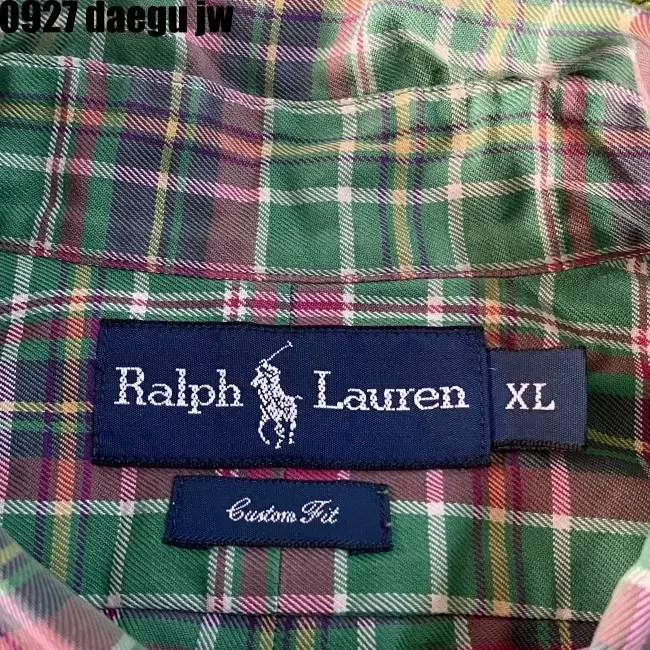 0927 daegu jw
Ralph Lauren
XL
Custom Fit